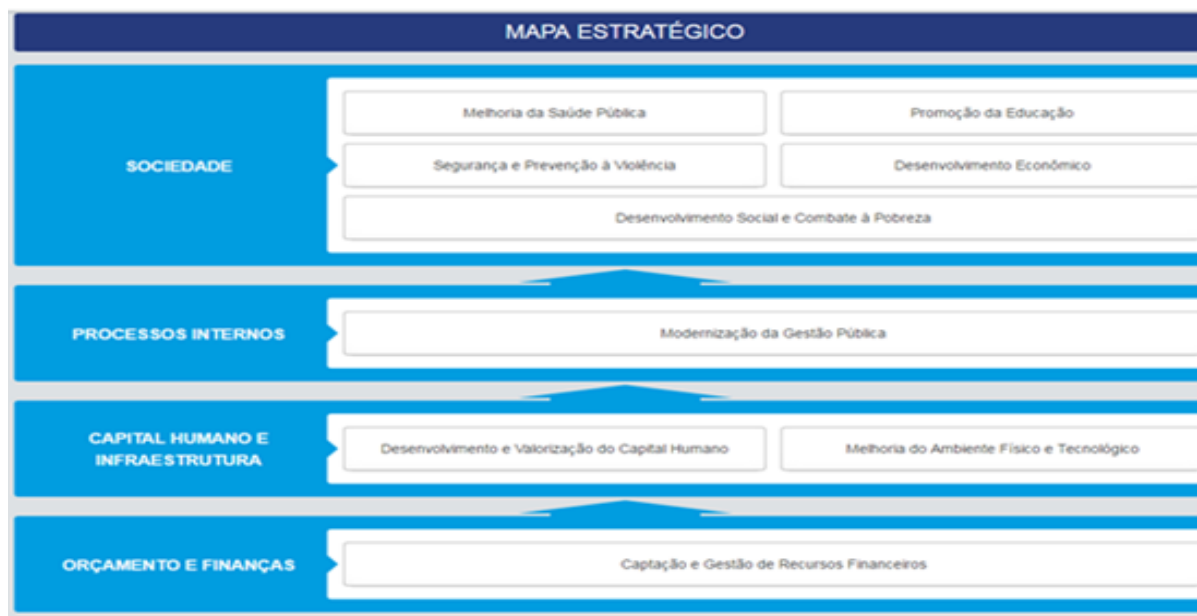 MAPA ESTRATÉGICO
SOCIEDADE
Melhoria da Saúde Pública
Promoção da Educação
Segurança e Prevenção à Violência
Desenvolvimento Econômico
Desenvolvimento Social e Combate à Pobreza
PROCESSOS INTERNOS
Modernização da Gestão Pública
CAPITAL HUMANO E
INFRAESTRUTURA
Desenvolvimento e Valorização do Capital Humano
Melhoria do Ambiente Físico e Tecnológico
ORÇAMENTO E FINANÇAS
Captação e Gestão de Recursos Financeiros